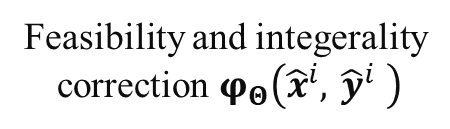 Feasibility and integerality
correction φ_Θ(x̂^i, ŷ^i )